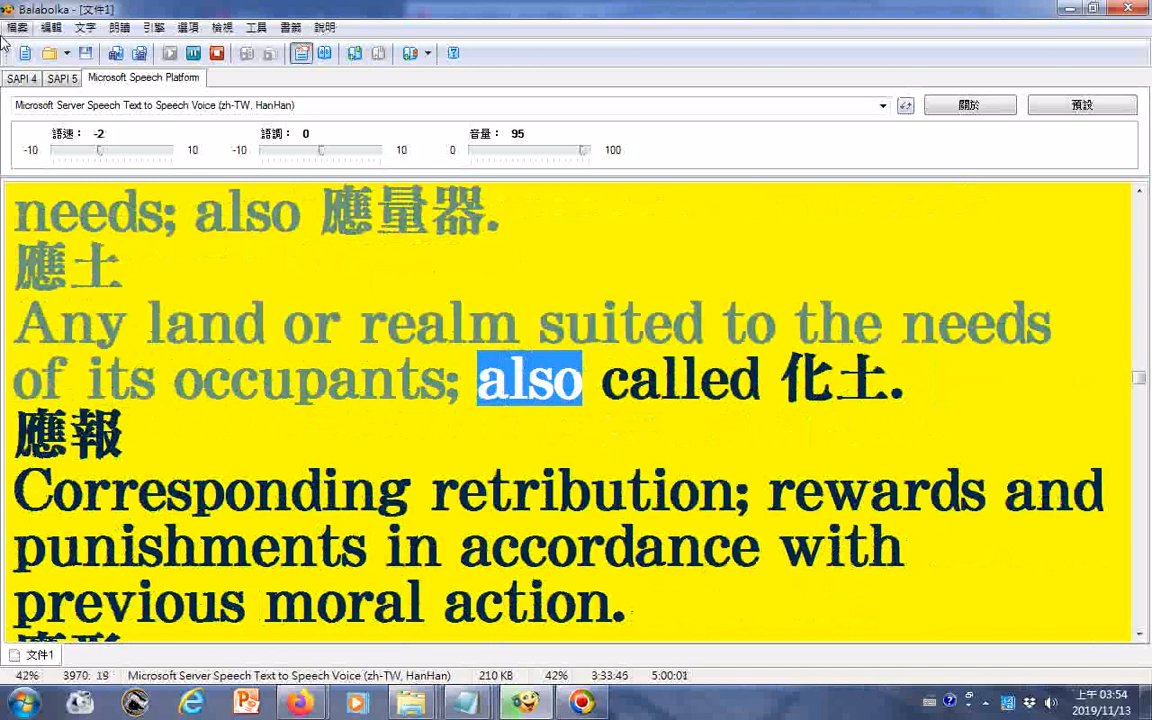 Balabolka - [文件1]
檔案 編輯 文字 朗讀 引擎 選項 檢視 工具 書籤 說明
SAPI 4 SAPI 5 Microsoft Speech Platform
Microsoft Server Speech Text to Speech Voice (zh-TW, HanHan) 關於 預設
語速： -2 語調： 0 音量： 95
-10 10 -10 10 0 100
needs; also 應量器.
應土
Any land or realm suited to the needs
of its occupants; also called 化土.
應報
Corresponding retribution; rewards and
punishments in accordance with
previous moral action.
文件1
42% 3970: 19 Microsoft Server Speech Text to Speech Voice (zh-TW, HanHan) 210 KB 42% 3:33:45 5:00:01
上午 03:54
2019/11/13